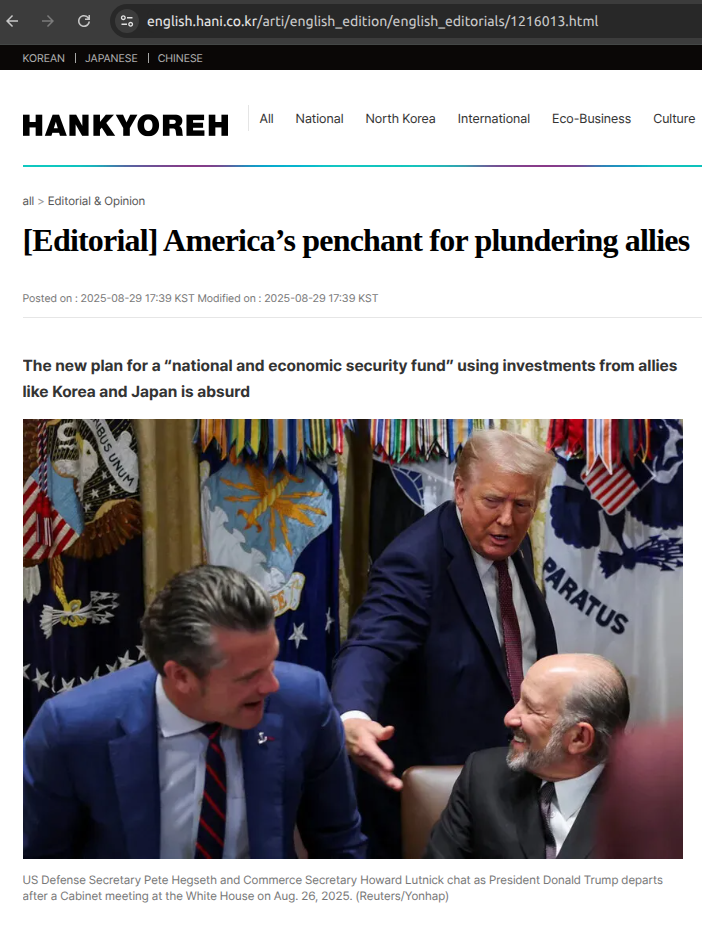 english.hani.co.kr/arti/english_edition/english_editorials/1216013.html
KOREAN | JAPANESE | CHINESE
HANKYOREH
All National North Korea International Eco-Business Culture
all > Editorial & Opinion
[Editorial] America’s penchant for plundering allies
Posted on : 2025-08-29 17:39 KST Modified on : 2025-08-29 17:39 KST
The new plan for a “national and economic security fund” using investments from allies
like Korea and Japan is absurd
BUS UNUM
PARATUS
US Defense Secretary Pete Hegseth and Commerce Secretary Howard Lutnick chat as President Donald Trump departs
after a Cabinet meeting at the White House on Aug. 26, 2025. (Reuters/Yonhap)